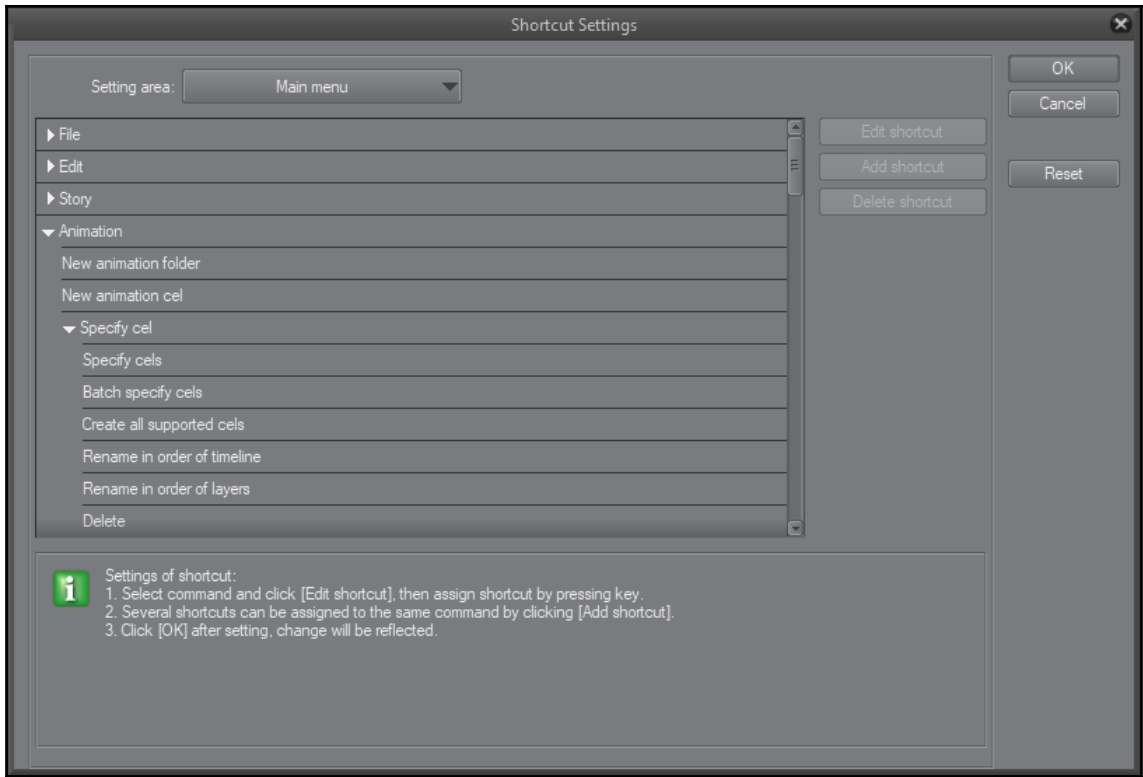 Shortcut Settings
Setting area: Main menu
OK
Cancel
Reset
File
Edit
Story
Animation
New animation folder
New animation cel
Specify cel
Specify cels
Batch specify cels
Create all supported cels
Rename in order of timeline
Rename in order of layers
Delete
Edit shortcut
Add shortcut
Delete shortcut
Settings of shortcut:
1. Select command and click [Edit shortcut], then assign shortcut by pressing key.
2. Several shortcuts can be assigned to the same command by clicking [Add shortcut].
3. Click [OK] after setting, change will be reflected.